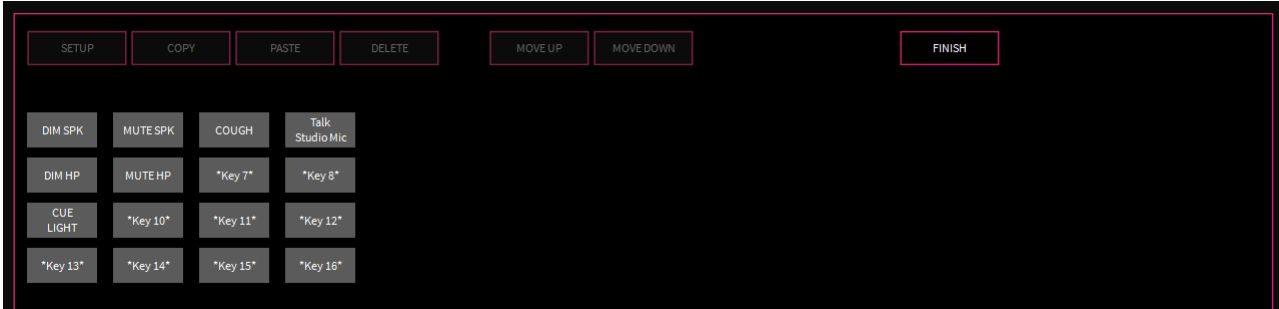 SETUP
COPY
PASTE
DELETE
MOVE UP
MOVE DOWN
FINISH
DIM SPK
MUTE SPK
COUGH
Talk
Studio Mic
DIM HP
MUTE HP
*Key 7*
*Key 8*
CUE
LIGHT
*Key 10*
*Key 11*
*Key 12*
*Key 13*
*Key 14*
*Key 15*
*Key 16*